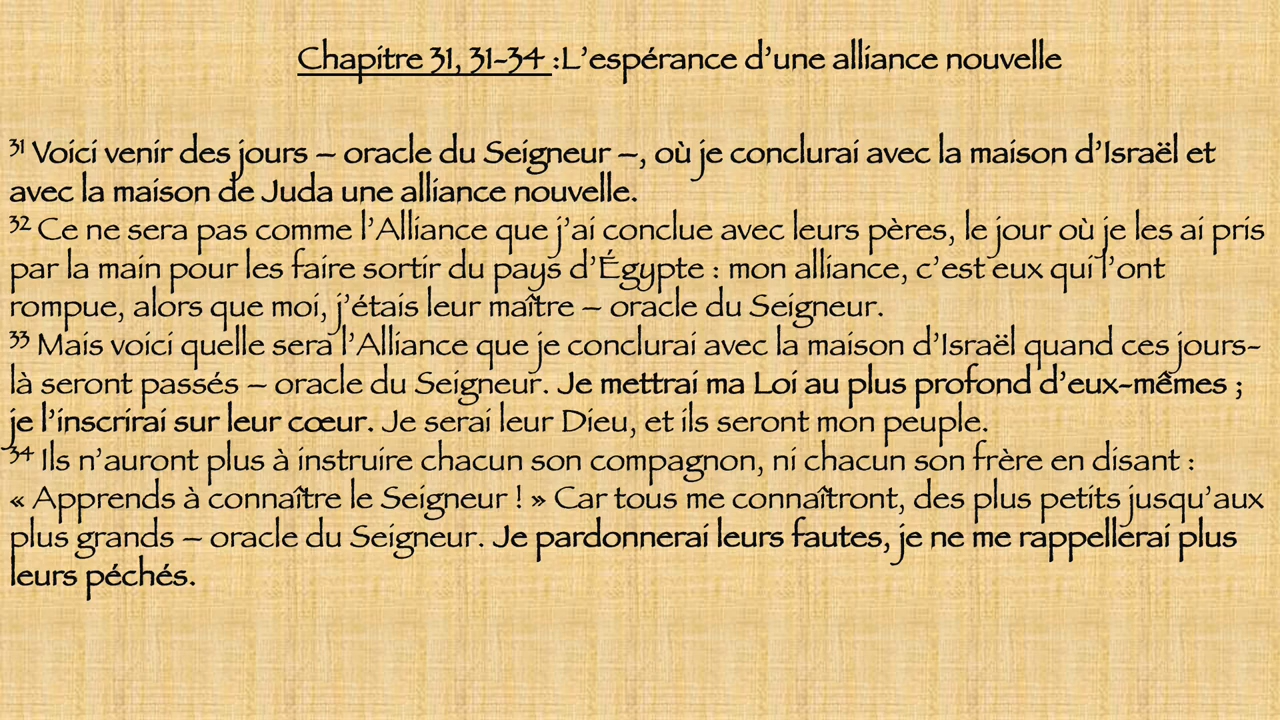 Chapitre 31, 31-34 :L’espérance d’une alliance nouvelle
31 Voici venir des jours – oracle du Seigneur –, où je conclurai avec la maison d’Israël et
avec la maison de Juda une alliance nouvelle.
32 Ce ne sera pas comme l’Alliance que j’ai conclue avec leurs pères, le jour où je les ai pris
par la main pour les faire sortir du pays d’Égypte : mon alliance, c’est eux qui l’ont
rompue, alors que moi, j’étais leur maître – oracle du Seigneur.
33 Mais voici quelle sera l’Alliance que je conclurai avec la maison d’Israël quand ces jours-
là seront passés – oracle du Seigneur. Je mettrai ma Loi au plus profond d’eux-mêmes ;
je l’inscrirai sur leur cœur. Je serai leur Dieu, et ils seront mon peuple.
34 Ils n’auront plus à instruire chacun son compagnon, ni chacun son frère en disant :
« Apprends à connaître le Seigneur ! » Car tous me connaîtront, des plus petits jusqu’aux
plus grands – oracle du Seigneur. Je pardonnerai leurs fautes, je ne me rappellerai plus
leurs péchés.